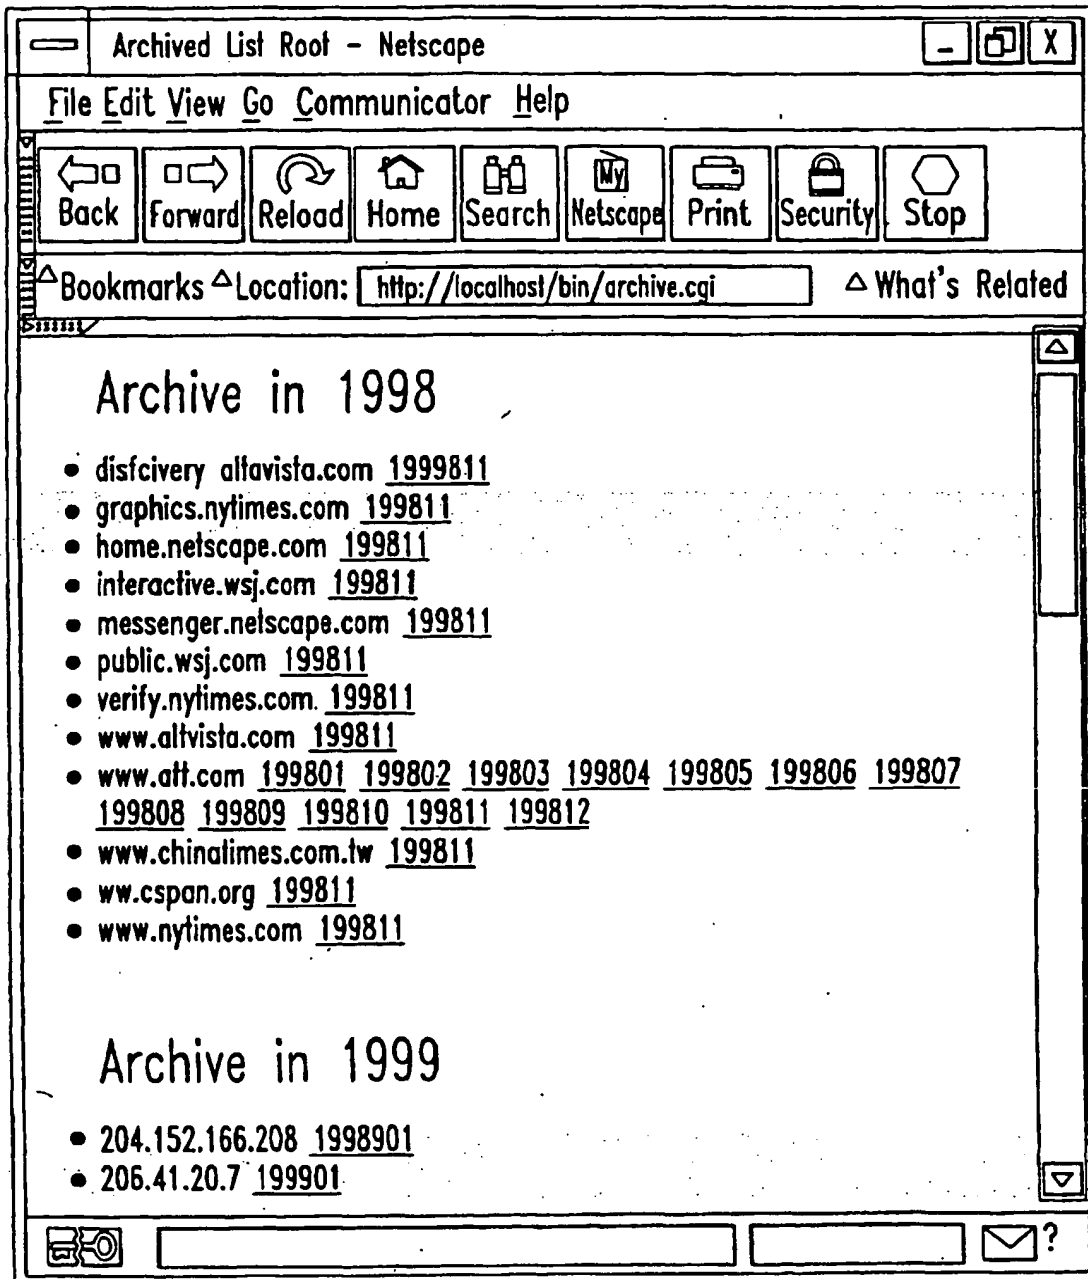 Archived List Root - Netscape
X
File Edit View Go Communicator Help
Back Forward Reload Home Search My Netscape Print Security Stop
Bookmarks Location: http://localhost/bin/archive.cgi What's Related
Archive in 1998
• disfcivery altavista.com 1999811
• graphics.nytimes.com 199811
• home.netscape.com 199811
• interactive.wsj.com 199811
• messenger.netscape.com 199811
• public.wsj.com 199811
• verify.nytimes.com. 199811
• www.altvista.com 199811
• www.att.com 199801 199802 199803 199804 199805 199806 199807
199808 199809 199810 199811 199812
• www.chinatimes.com.tw 199811
• ww.cspan.org 199811
• www.nytimes.com 199811
Archive in 1999
• 204.152.166.208 1998901
• 206.41.20.7 199901
?